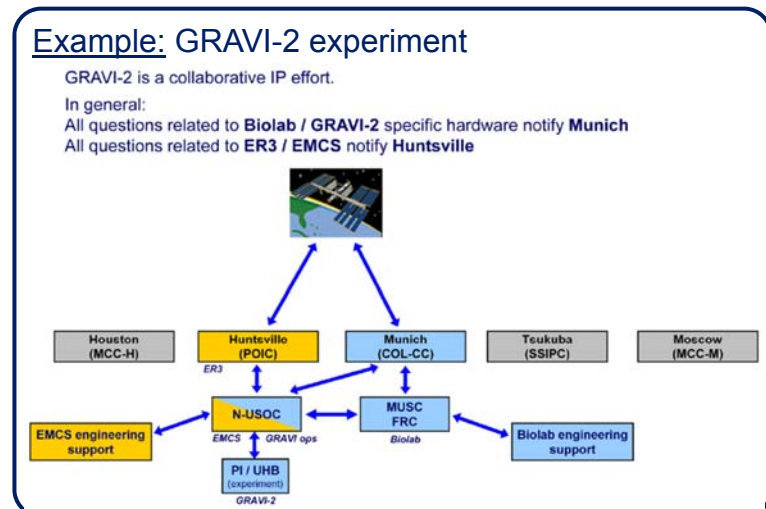 Example: GRAVI-2 experiment
GRAVI-2 is a collaborative IP effort.
In general:
All questions related to Biolab / GRAVI-2 specific hardware notify Munich
All questions related to ER3 / EMCS notify Huntsville
Houston
(MCC-H)
Huntsville
(POIC)
Munich
(COL-CC)
Tsukuba
(SSIPC)
Moscow
(MCC-M)
ER3
N-USOC
MUSC
FRC
EMCS GRAVI ops
Biolab
EMCS engineering
support
Biolab engineering
support
PI / UHB
(experiment)
GRAVI-2